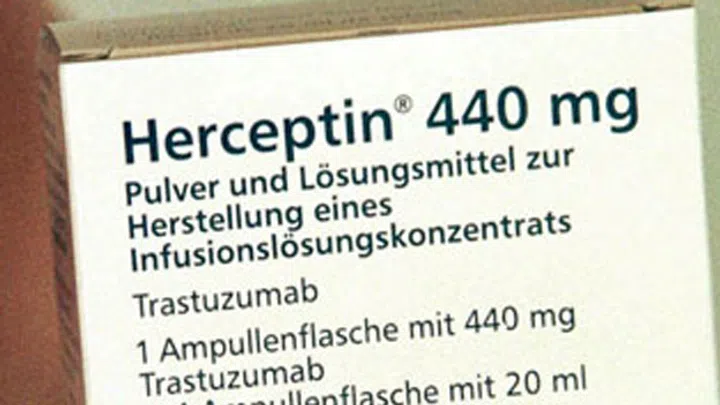 Herceptin® 440 mg
Pulver und Lösungsmittel zur
Herstellung eines
Infusionslösungskonzentrats
Trastuzumab
1 Ampullenflasche mit 440 mg
Trastuzumab
Ampullenflasche mit 20 ml